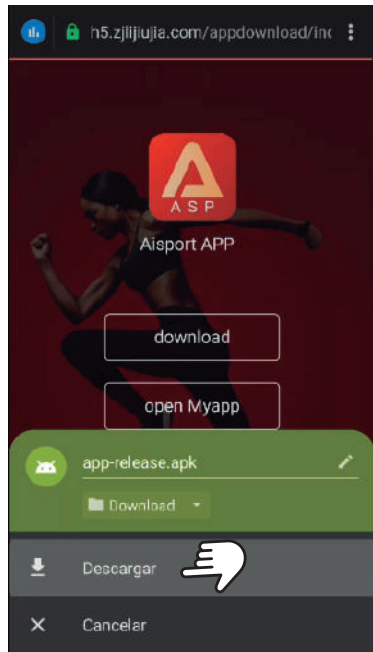 h5.zjlijiujia.com/appdownload/inc
ASP
Aisport APP
download
open Myapp
app-release.apk
Download
Descargar
Cancelar